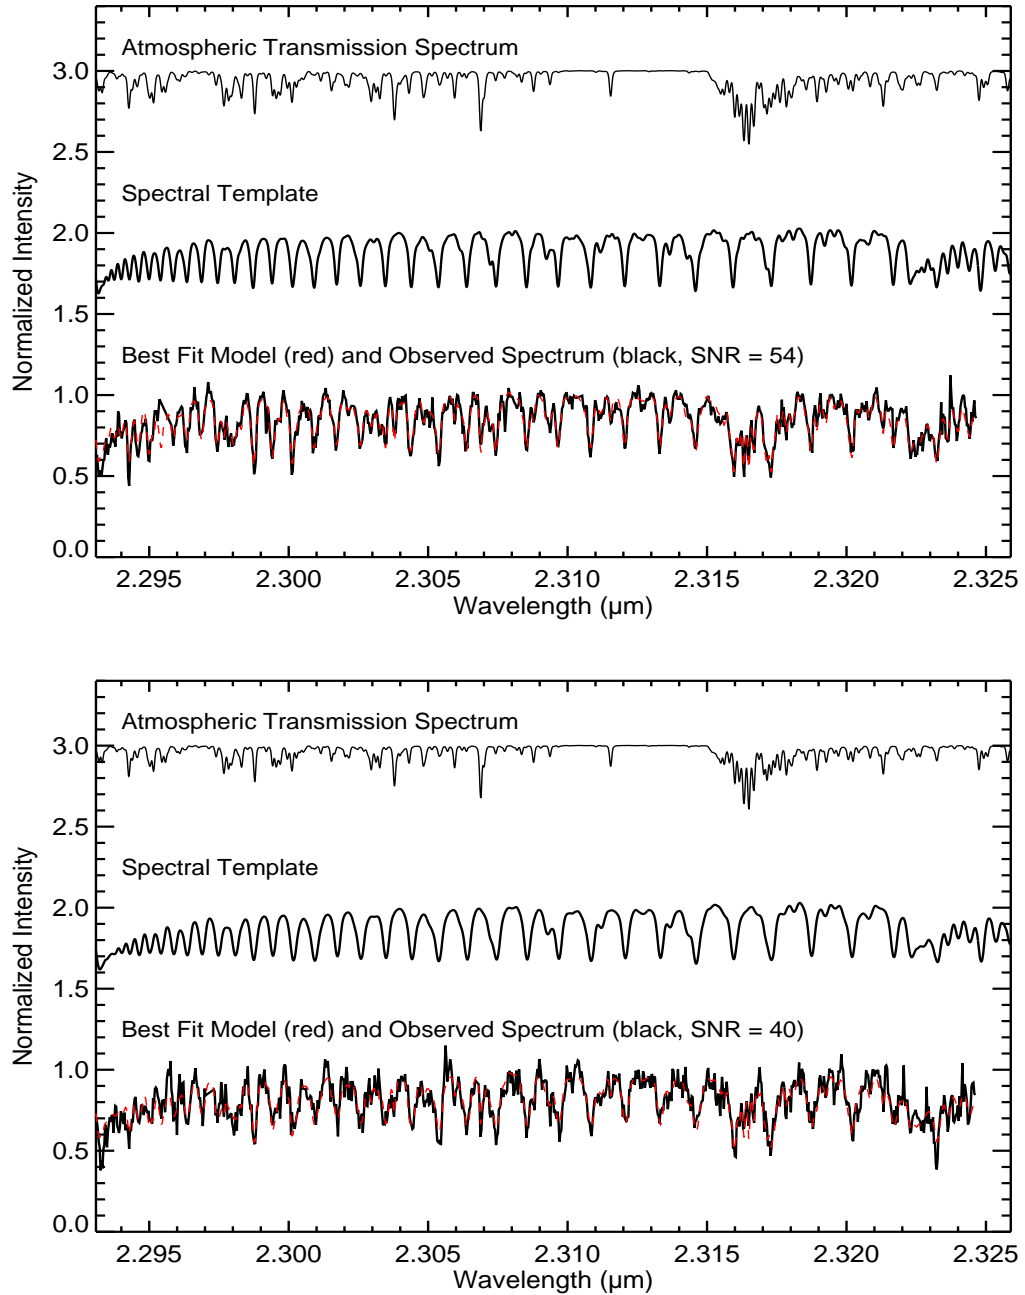 Atmospheric Transmission Spectrum
3.0
2.5
Spectral Template
2.0
1.5
Best Fit Model (red) and Observed Spectrum (black, SNR = 54)
1.0
0.5
0.0
Normalized Intensity
2.295 2.300 2.305 2.310 2.315 2.320 2.325
Wavelength (µm)
Atmospheric Transmission Spectrum
3.0
2.5
Spectral Template
2.0
1.5
Best Fit Model (red) and Observed Spectrum (black, SNR = 40)
1.0
0.5
0.0
Normalized Intensity
2.295 2.300 2.305 2.310 2.315 2.320 2.325
Wavelength (µm)